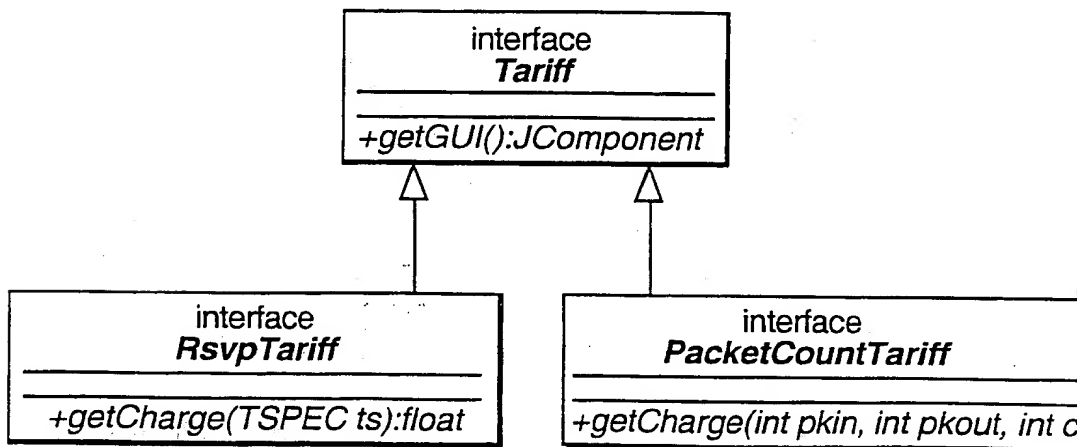 interface
Tariff
+getGUI():JComponent
interface
RsvpTariff
+getCharge(TSPEC ts):float
interface
PacketCountTariff
+getCharge(int pkin, int pkout, int